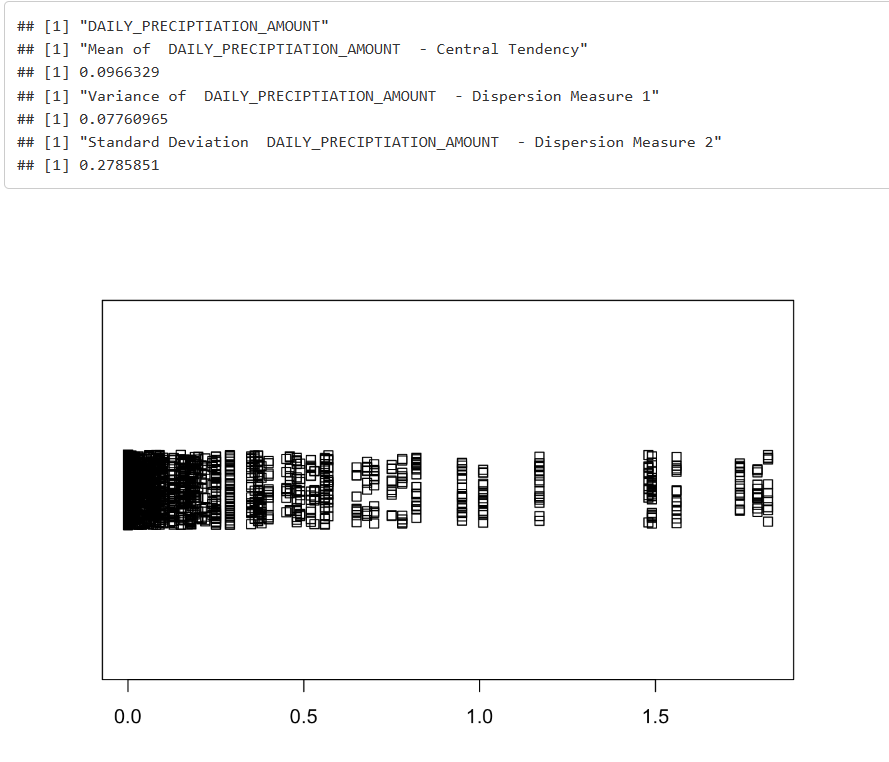 ## [1] "DAILY_PRECIPTIATION_AMOUNT"
## [1] "Mean of  DAILY_PRECIPTIATION_AMOUNT  - Central Tendency"
## [1] 0.0966329
## [1] "Variance of  DAILY_PRECIPTIATION_AMOUNT  - Dispersion Measure 1"
## [1] 0.07760965
## [1] "Standard Deviation  DAILY_PRECIPTIATION_AMOUNT  - Dispersion Measure 2"
## [1] 0.2785851
0.0 0.5 1.0 1.5